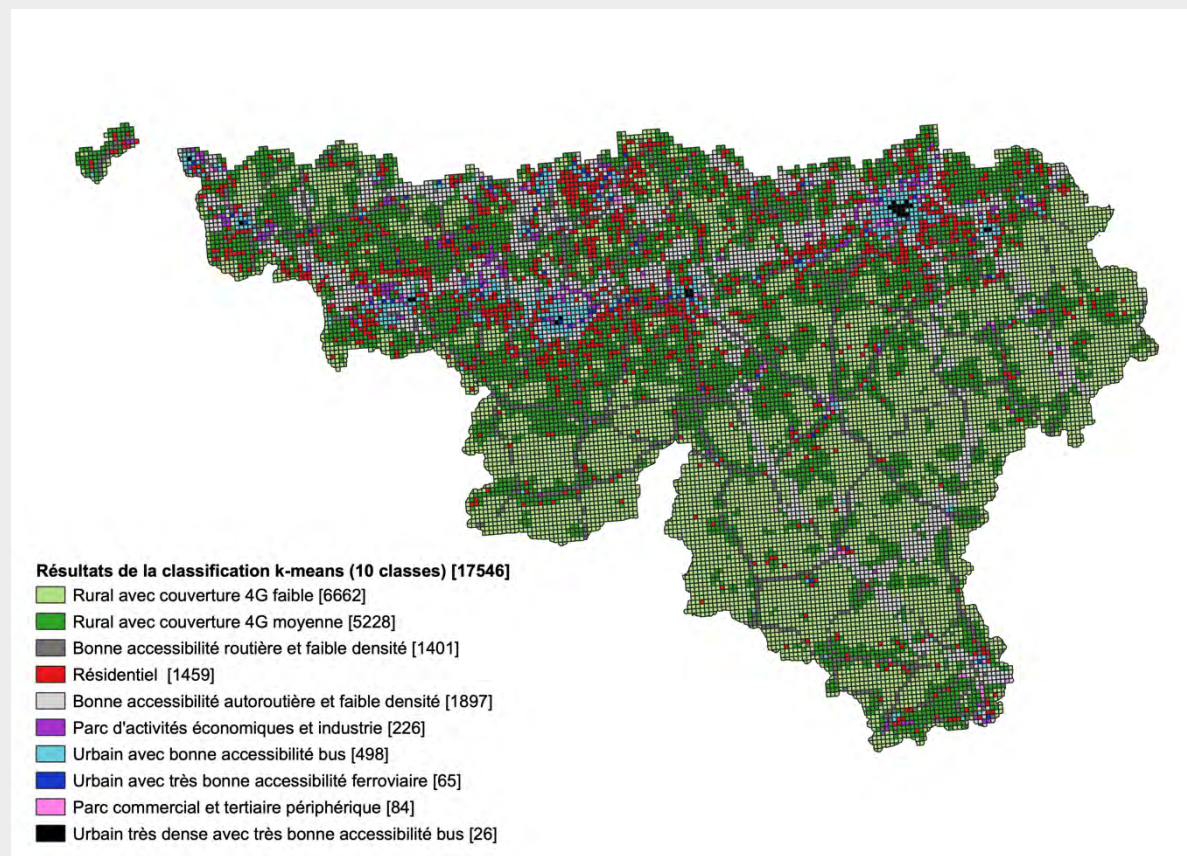 Résultats de la classification k-means (10 classes) [17546]
Rural avec couverture 4G faible [6662]
Rural avec couverture 4G moyenne [5228]
Bonne accessibilité routière et faible densité [1401]
Résidentiel [1459]
Bonne accessibilité autoroutière et faible densité [1897]
Parc d'activités économiques et industrie [226]
Urbain avec bonne accessibilité bus [498]
Urbain avec très bonne accessibilité ferroviaire [65]
Parc commercial et tertiaire périphérique [84]
Urbain très dense avec très bonne accessibilité bus [26]